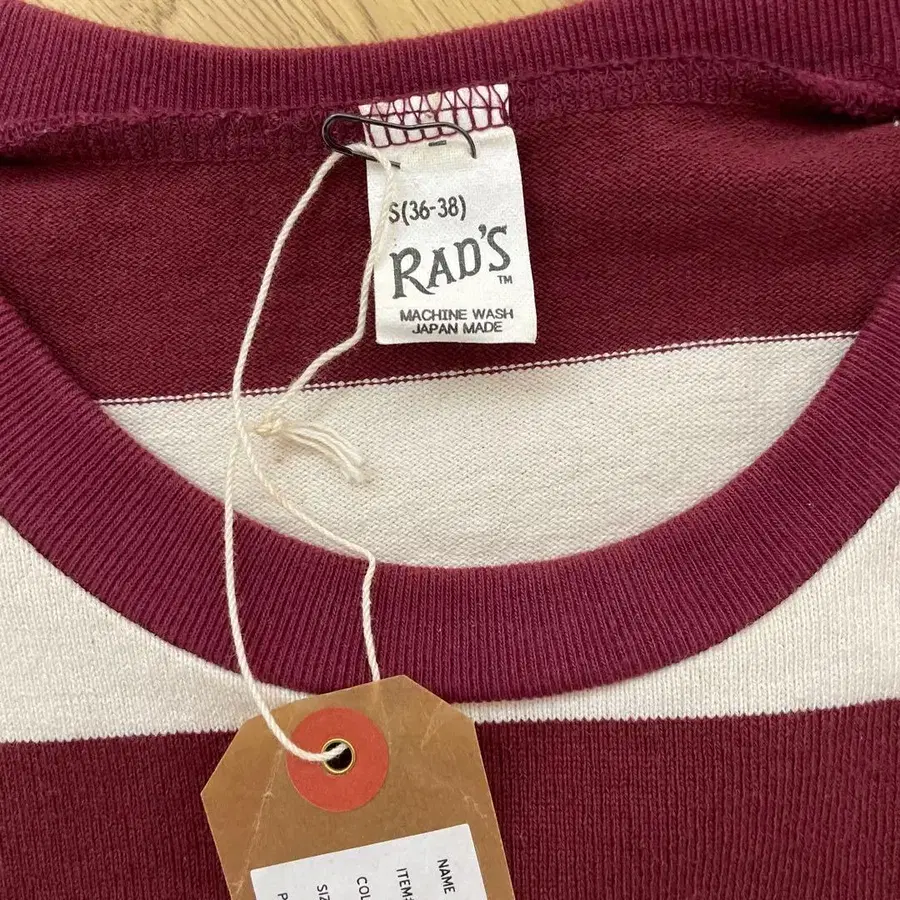 S(36-38)
RAD'S
TM
MACHINE WASH
JAPAN MADE
NAME
ITEM
COL
SIZ
P